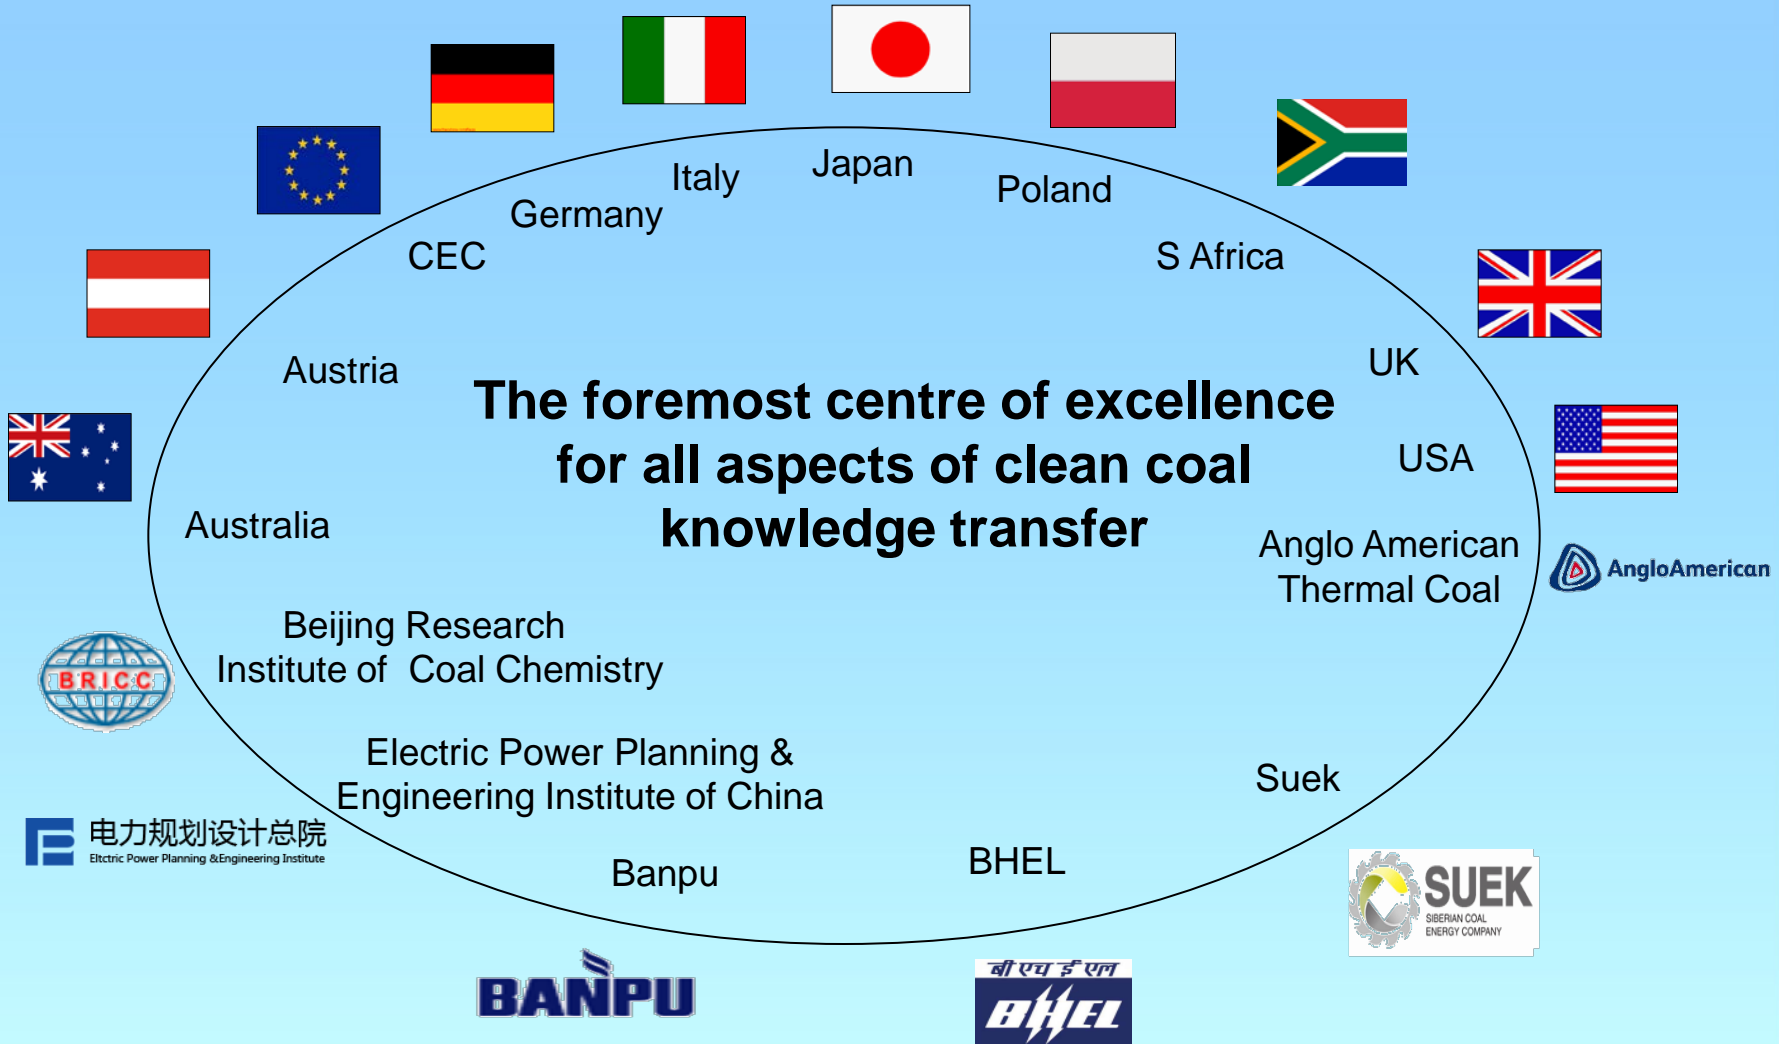 Italy
Japan
Poland
Germany
CEC
S Africa
Austria
UK
The foremost centre of excellence
for all aspects of clean coal
knowledge transfer
USA
Australia
Anglo American
Thermal Coal
AngloAmerican
Beijing Research
Institute of Coal Chemistry
BRICC
Electric Power Planning &
Engineering Institute of China
Suek
电力规划设计总院
Eltctric Power Planning &Engineering Institute
Banpu
BHEL
SUEK
SIBERIAN COAL
ENERGY COMPANY
BANPU
बी एच ई एल
BHEL